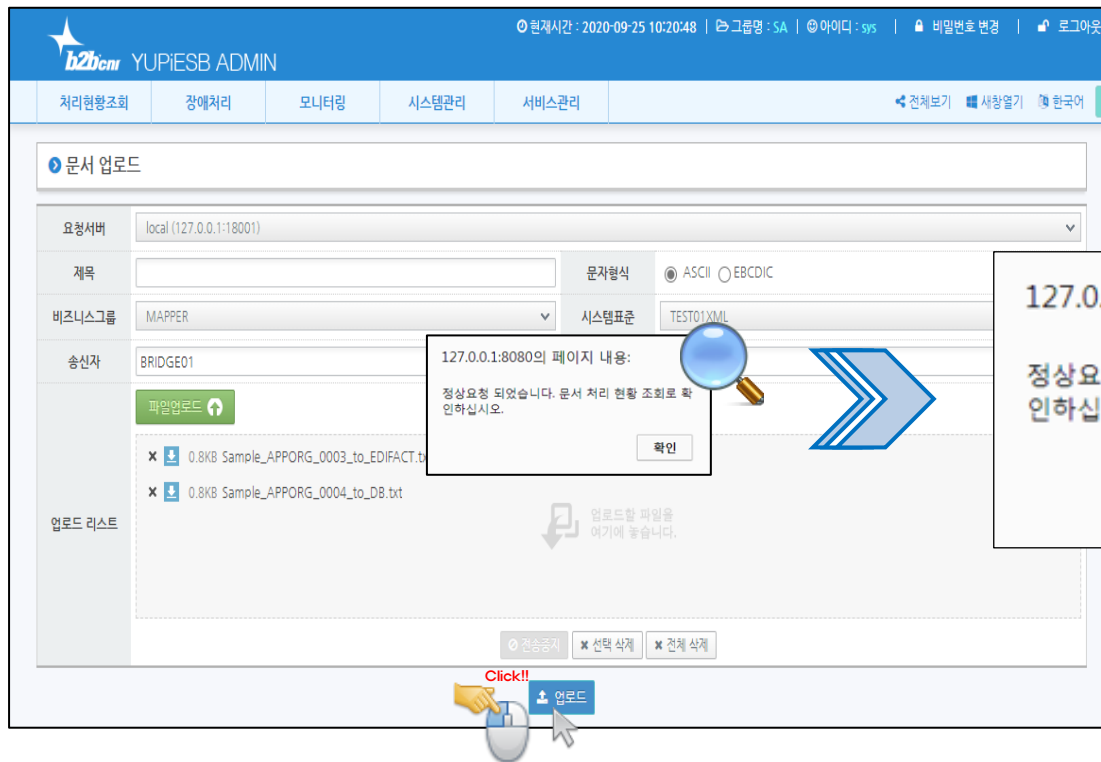 현재시간 : 2020-09-25 10:20:48 | 그룹명 : SA | 아이디 : sys | 비밀번호 변경 | 로그아웃
b2bcnr YUPiESB ADMIN
처리현황조회 장애처리 모니터링 시스템관리 서비스관리 전체보기 새창열기 한국어
문서 업로드
요청서버 local (127.0.0.1:18001)
제목 문자형식 ASCII EBCDIC
비즈니스그룹 MAPPER 시스템표준 TEST01XML
송신자 BRIDGE01
파일업로드
127.0.0.1:8080의 페이지 내용:
정상요청 되었습니다. 문서 처리 현황 조회로 확
인하십시오.
확인
127.0.
정상요
인하십
업로드 리스트
0.8KB Sample_APPORG_0003_to_EDIFACT.t
0.8KB Sample_APPORG_0004_to_DB.txt
업로드할 파일을
여기에 놓습니다.
전송중지 선택 삭제 전체 삭제
Click!!
업로드